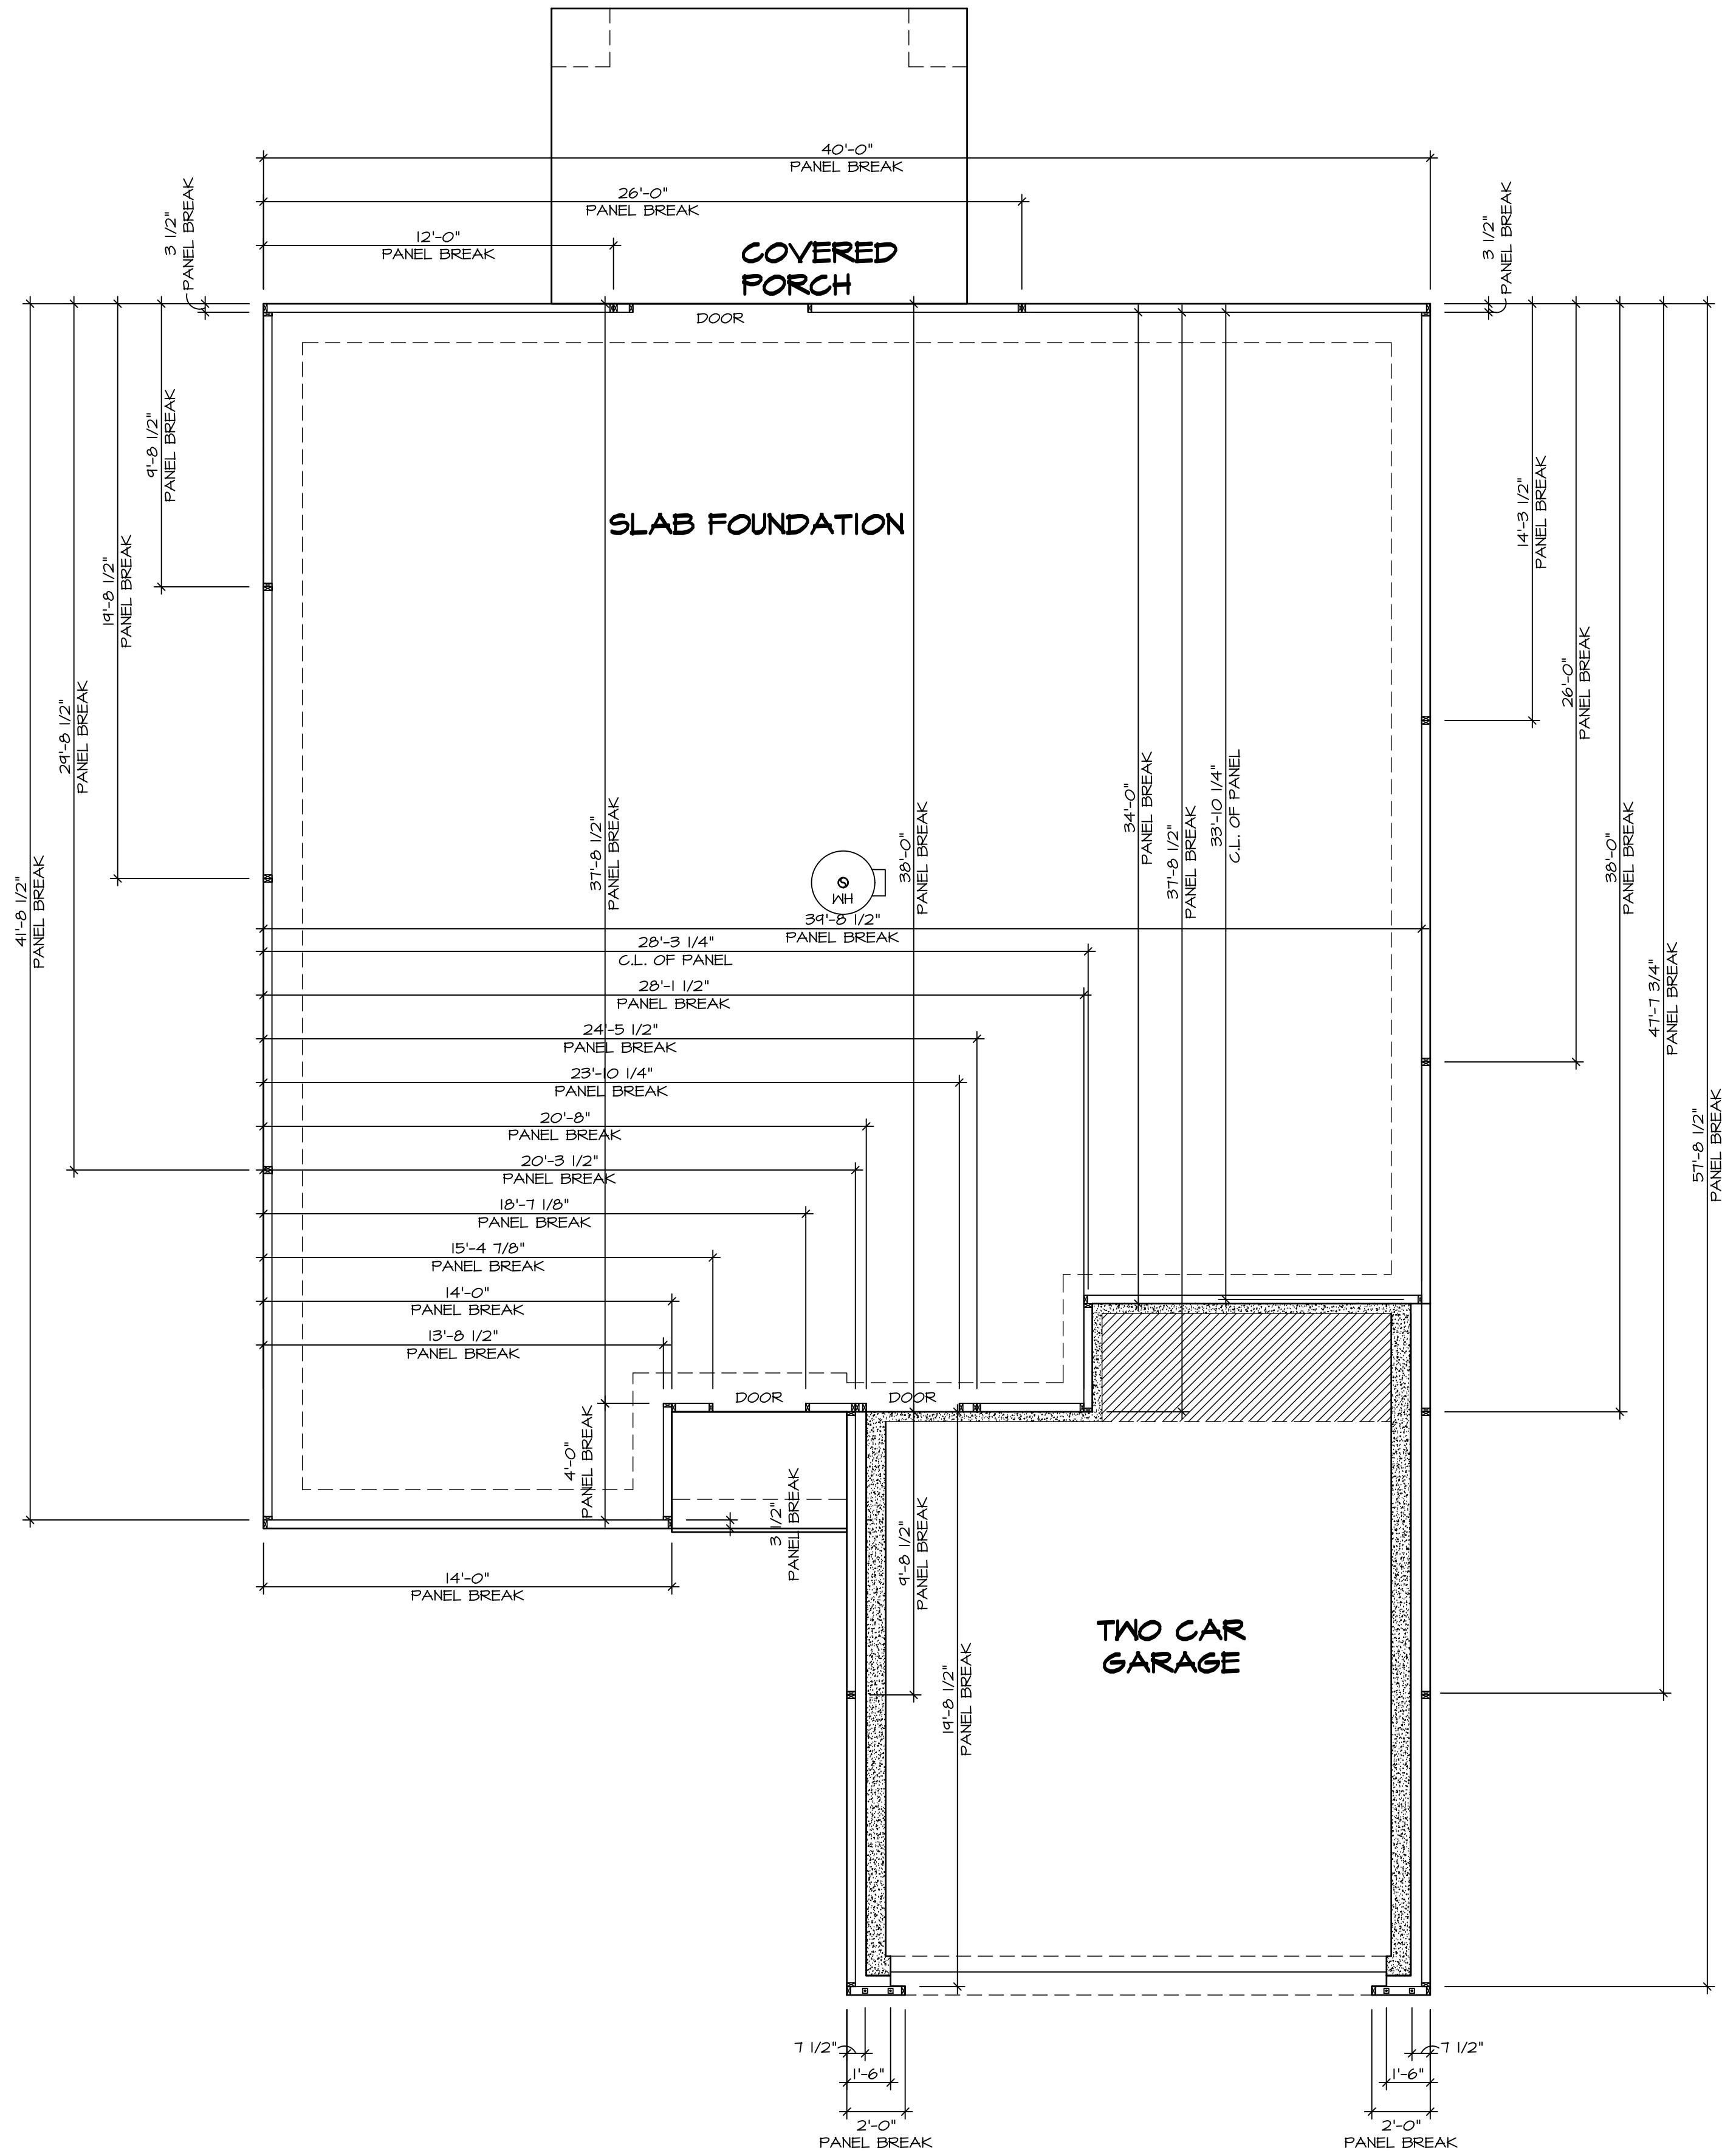 40'-0"
PANEL BREAK
26'-0"
PANEL BREAK
12'-0"
PANEL BREAK
3 1/2"
PANEL BREAK
3 1/2"
PANEL BREAK
COVERED
PORCH
DOOR
9'-8 1/2"
PANEL BREAK
19'-8 1/2"
PANEL BREAK
29'-8 1/2"
PANEL BREAK
41'-8 1/2"
PANEL BREAK
SLAB FOUNDATION
14'-3 1/2"
PANEL BREAK
26'-0"
PANEL BREAK
38'-0"
PANEL BREAK
47'-7 3/4"
PANEL BREAK
57'-8 1/2"
PANEL BREAK
37'-8 1/2"
PANEL BREAK
38'-0"
PANEL BREAK
34'-0"
PANEL BREAK
37'-8 1/2"
PANEL BREAK
33'-10 1/4"
C.L. OF PANEL
WH
39'-8 1/2"
PANEL BREAK
28'-3 1/4"
C.L. OF PANEL
28'-1 1/2"
PANEL BREAK
24'-5 1/2"
PANEL BREAK
23'-10 1/4"
PANEL BREAK
20'-8"
PANEL BREAK
20'-3 1/2"
PANEL BREAK
18'-7 1/8"
PANEL BREAK
15'-4 7/8"
PANEL BREAK
14'-0"
PANEL BREAK
13'-8 1/2"
PANEL BREAK
DOOR
DOOR
4'-0"
PANEL BREAK
3 1/2"
PANEL BREAK
14'-0"
PANEL BREAK
9'-8 1/2"
PANEL BREAK
19'-8 1/2"
PANEL BREAK
TWO CAR
GARAGE
7 1/2"
7 1/2"
1'-6"
1'-6"
2'-0"
PANEL BREAK
2'-0"
PANEL BREAK